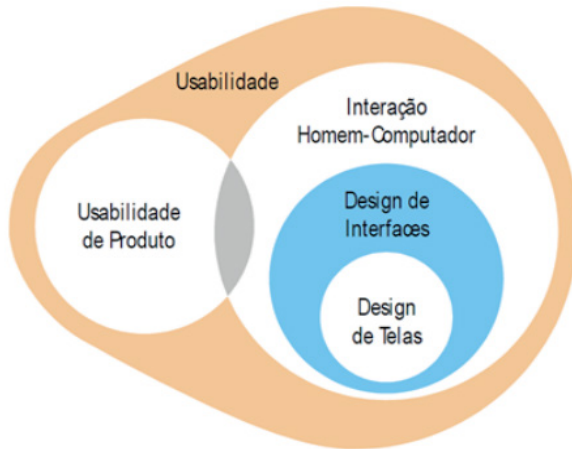 Usabilidade
Interação
Homem-Computador
Design de
Interfaces
Usabilidade
de Produto
Design
de Telas